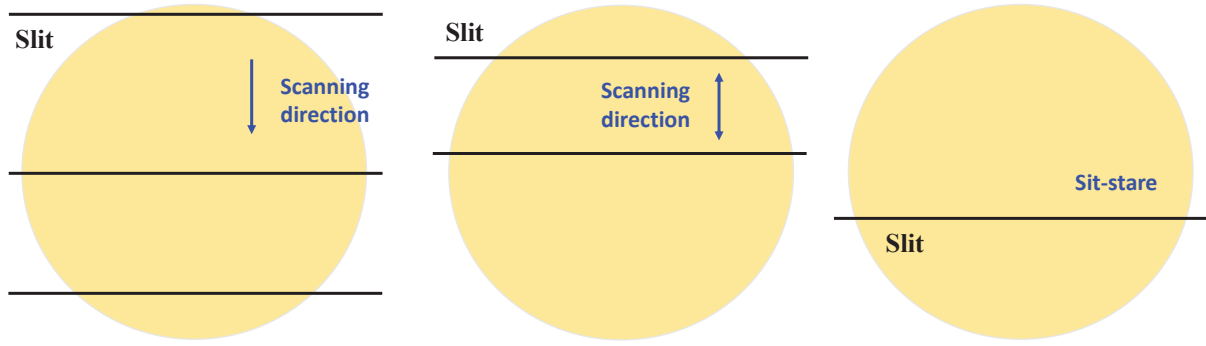 Slit
Scanning
direction
Slit
Scanning
direction
Sit-stare
Slit